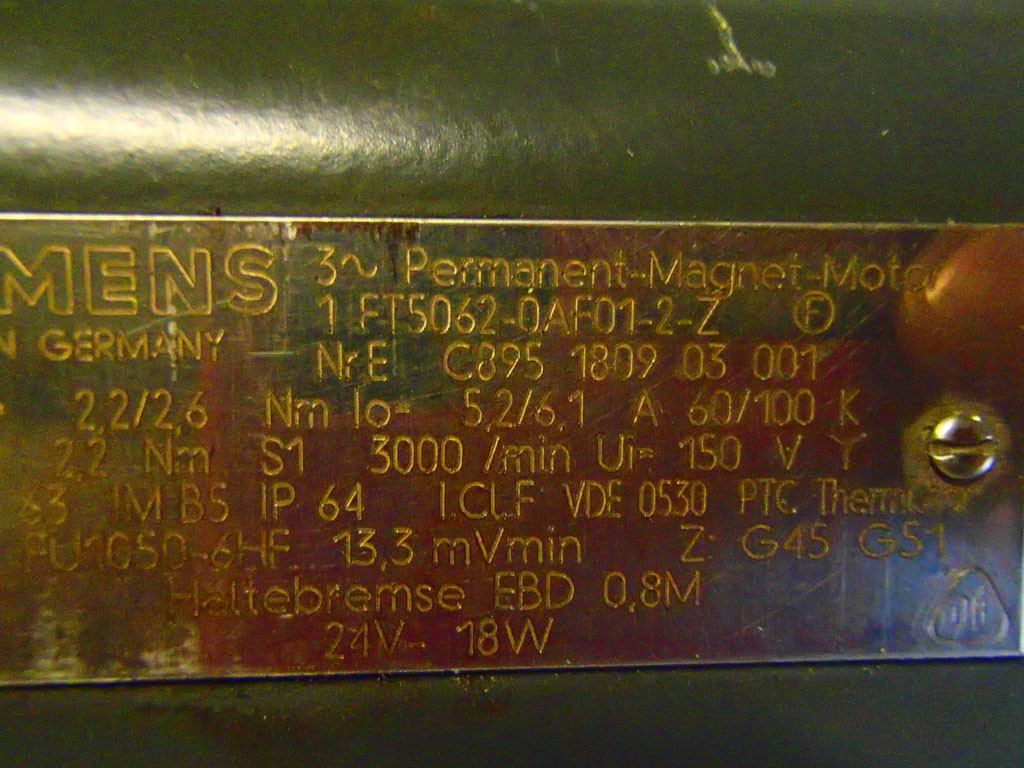 MENS 3~ Permanent-Magnet-Motor
1 FT5062-0AF01-2-Z F
N GERMANY NrE C895 1809 03 001
2,2/2,6 Nm Io= 5,2/6,1 A 60/100 K
2,2 Nm S1 3000 /min Ui= 150 V Y
63 IM B5 IP 64 I.CL.F VDE 0530 PTC
FU1050-6HF 13,3 mVmin Z: G45 G51
Haltebremse EBD 0,8M
24V- 18W